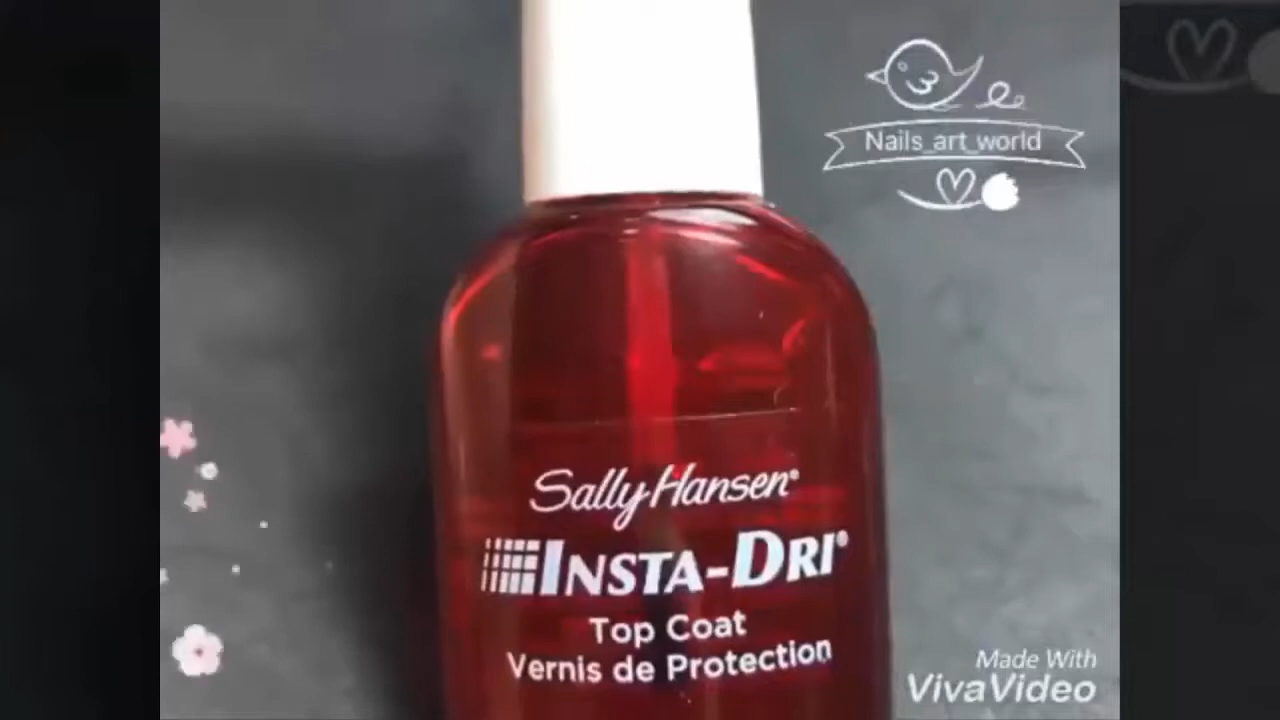 Nails_art_world
Sally Hansen®
INSTA-DRI®
Top Coat
Vernis de Protection
Made With
VivaVideo